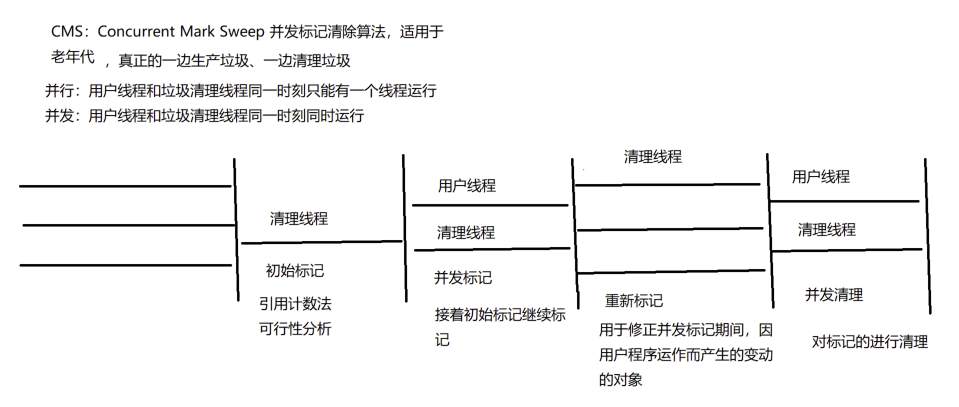 CMS：Concurrent Mark Sweep 并发标记清除算法，适用于
老年代 ，真正的一边生产垃圾、一边清理垃圾
并行：用户线程和垃圾清理线程同一时刻只能有一个线程运行
并发：用户线程和垃圾清理线程同一时刻同时运行
清理线程
初始标记
引用计数法
可行性分析
用户线程
清理线程
并发标记
接着初始标记继续标
记
清理线程
重新标记
用于修正并发标记期间，因
用户程序运作而产生的变动
的对象
用户线程
清理线程
并发清理
对标记的进行清理